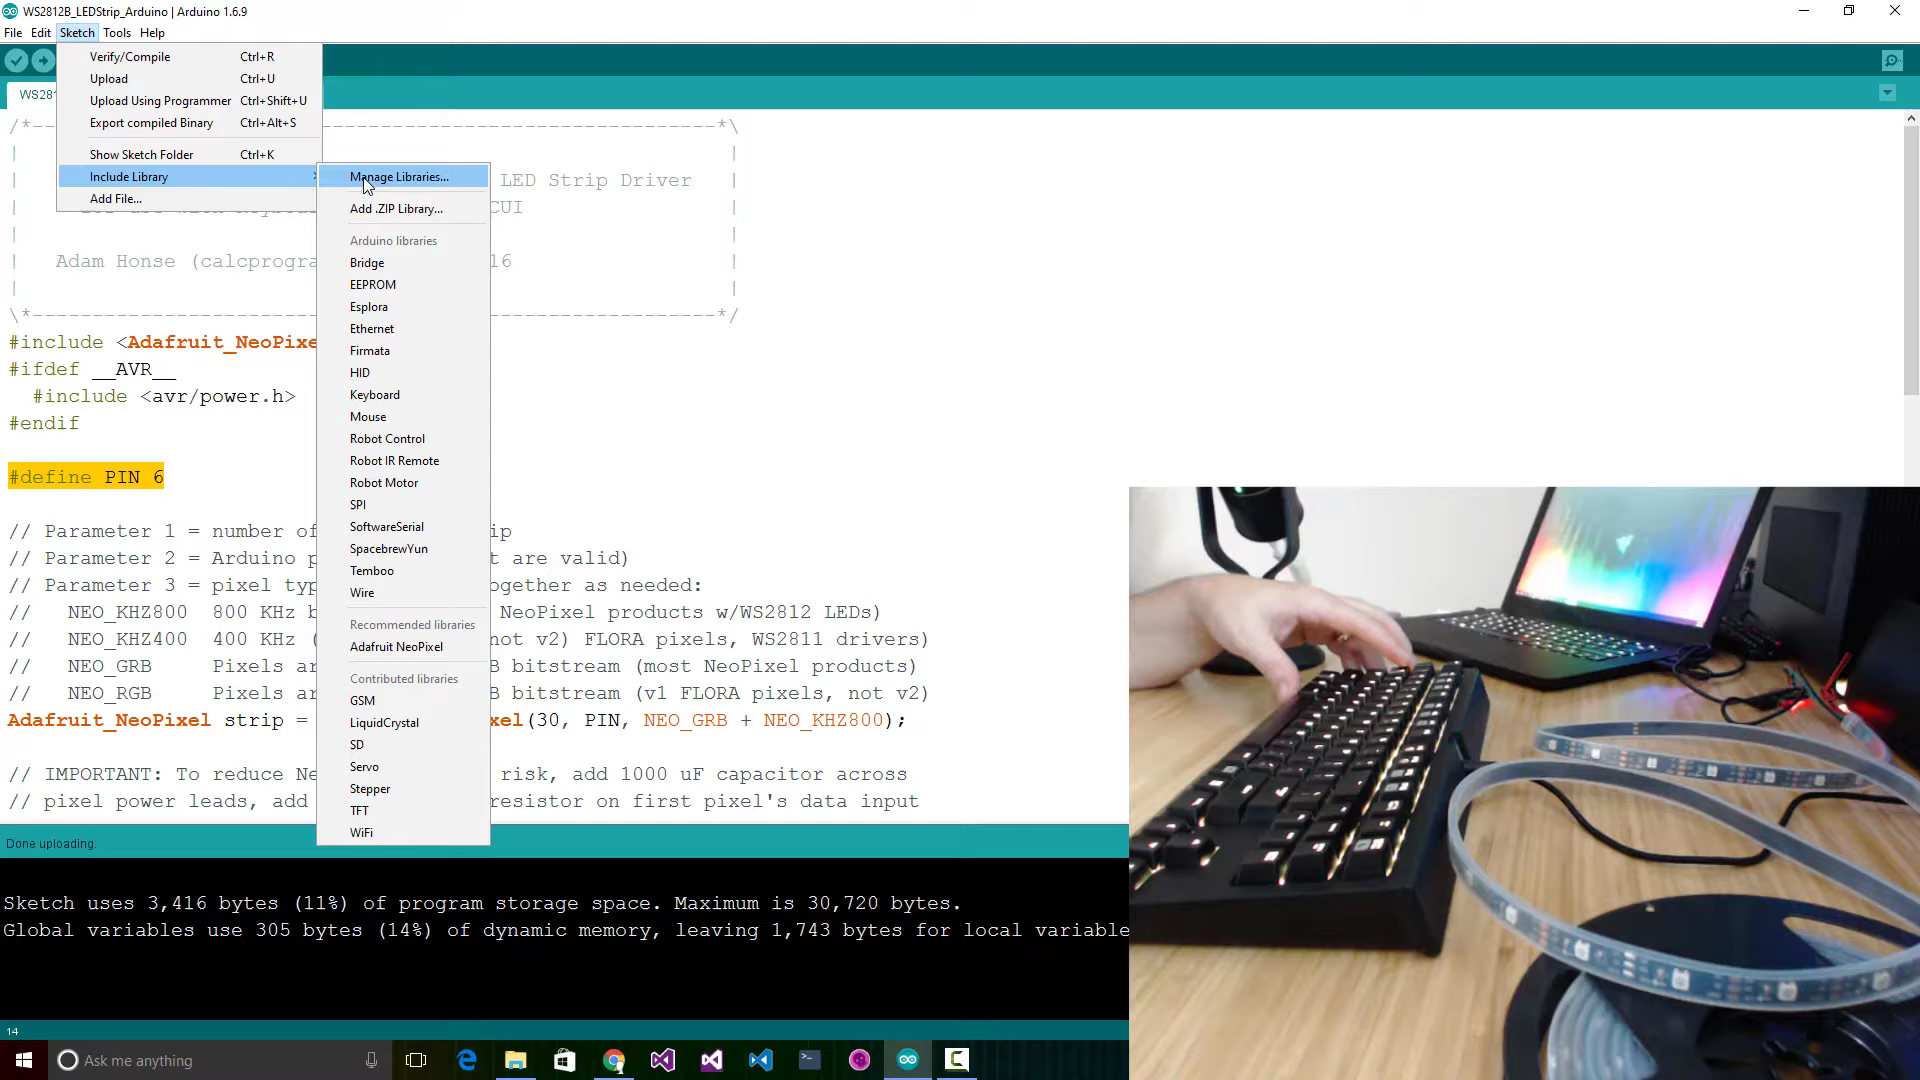 WS2812B_LEDStrip_Arduino | Arduino 1.6.9
File Edit Sketch Tools Help
Verify/Compile Ctrl+R
Upload Ctrl+U
Upload Using Programmer Ctrl+Shift+U
Export compiled Binary Ctrl+Alt+S
Show Sketch Folder Ctrl+K
Include Library
Add File...
Manage Libraries...
Add .ZIP Library...
Arduino libraries
Bridge
EEPROM
Esplora
Ethernet
Firmata
HID
Keyboard
Mouse
Robot Control
Robot IR Remote
Robot Motor
SPI
SoftwareSerial
SpacebrewYun
Temboo
Wire
Recommended libraries
Adafruit NeoPixel
Contributed libraries
GSM
LiquidCrystal
SD
Servo
Stepper
TFT
WiFi
WS281
/*-- ------------------------------------*\
| LED Strip Driver |
| CUI |
| Adam Honse (calcprogra 16 |
\*-- ------------------------------------*/
#include <Adafruit_NeoPixe
#ifdef __AVR__
#include <avr/power.h>
#endif
#define PIN 6
// Parameter 1 = number of ip
// Parameter 2 = Arduino p t are valid)
// Parameter 3 = pixel typ ogether as needed:
// NEO_KHZ800 800 KHz b NeoPixel products w/WS2812 LEDs)
// NEO_KHZ400 400 KHz ( not v2) FLORA pixels, WS2811 drivers)
// NEO_GRB Pixels ar B bitstream (most NeoPixel products)
// NEO_RGB Pixels ar B bitstream (v1 FLORA pixels, not v2)
Adafruit_NeoPixel strip = xel(30, PIN, NEO_GRB + NEO_KHZ800);
// IMPORTANT: To reduce Ne risk, add 1000 uF capacitor across
// pixel power leads, add resistor on first pixel's data input
Done uploading.
Sketch uses 3,416 bytes (11%) of program storage space. Maximum is 30,720 bytes.
Global variables use 305 bytes (14%) of dynamic memory, leaving 1,743 bytes for local variable
14
Ask me anything